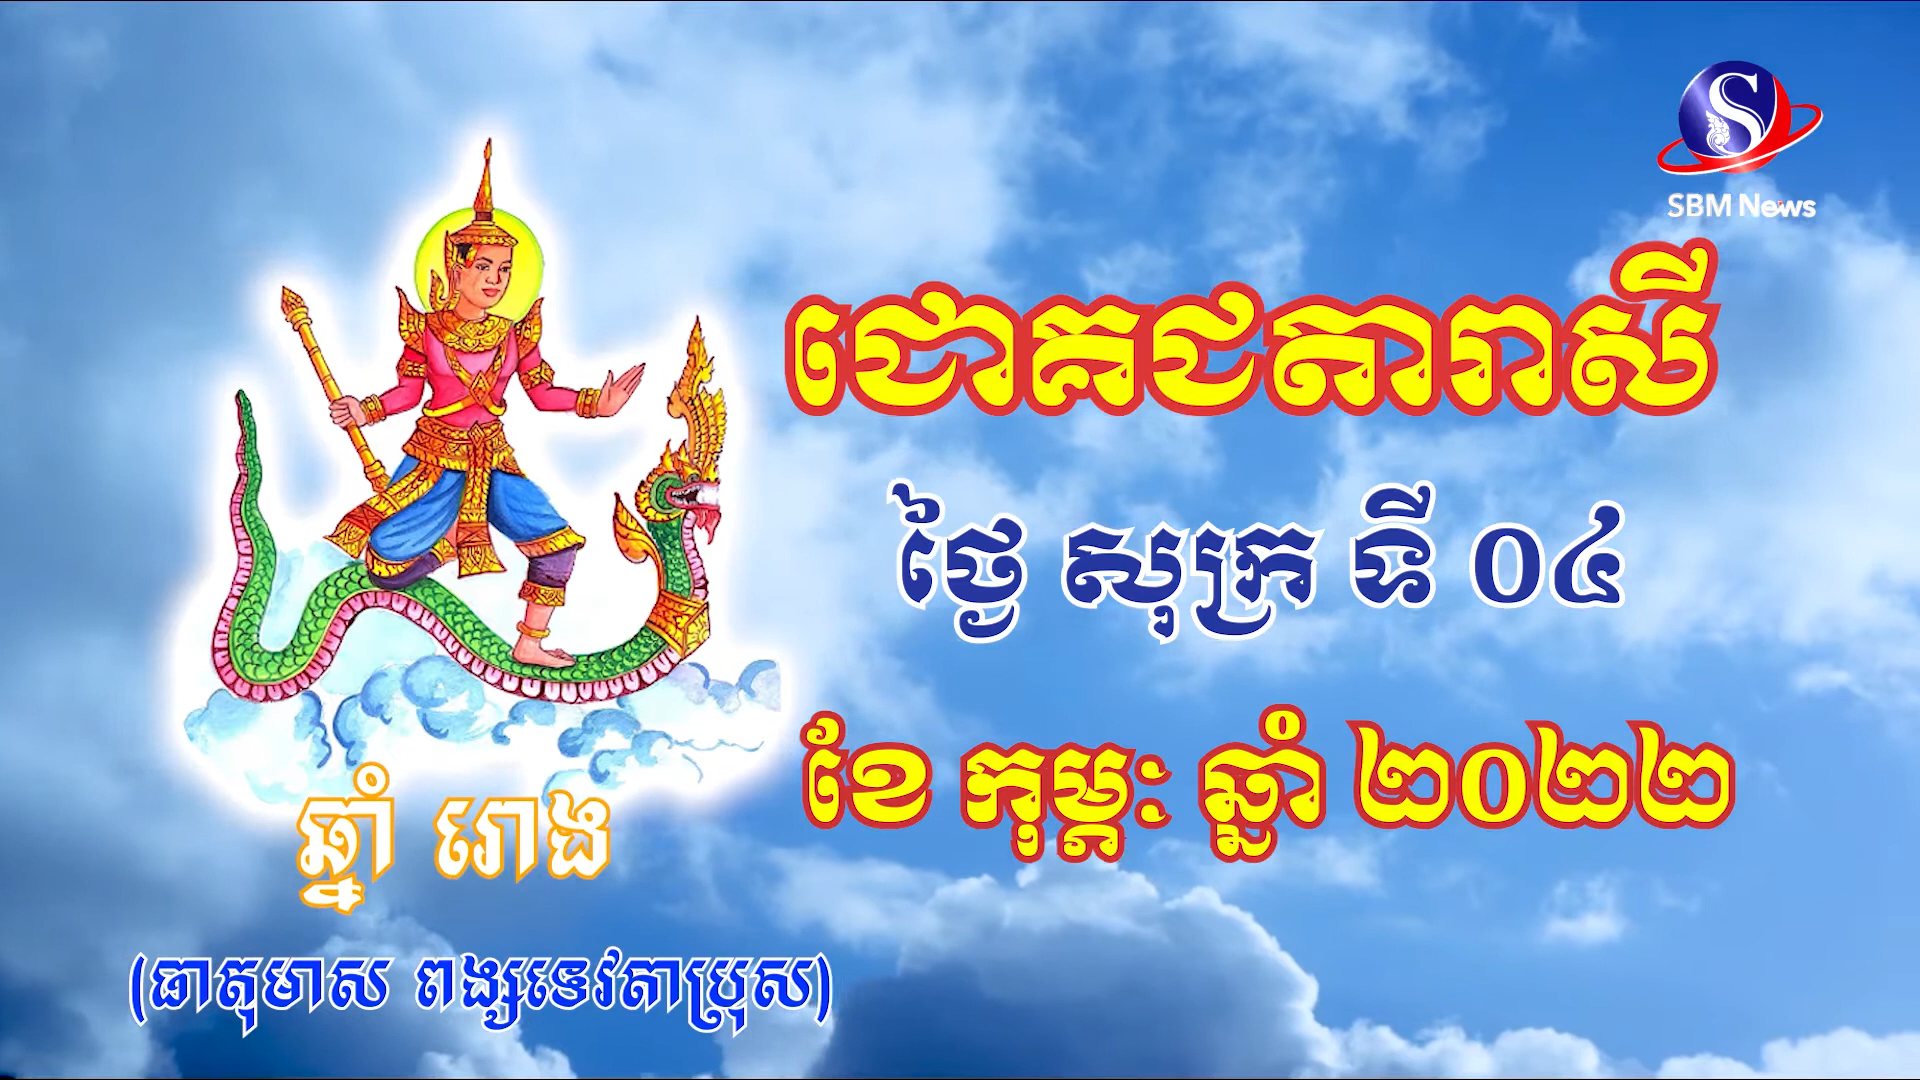 SBM News
ជោគជតារាសី
ថ្ងៃ សុក្រ ទី ០៤
ខែ កុម្ភៈ ឆ្នាំ ២០២២
ឆ្នាំ រោង
(ធាតុមាស ពង្សទេវតាប្រុស)